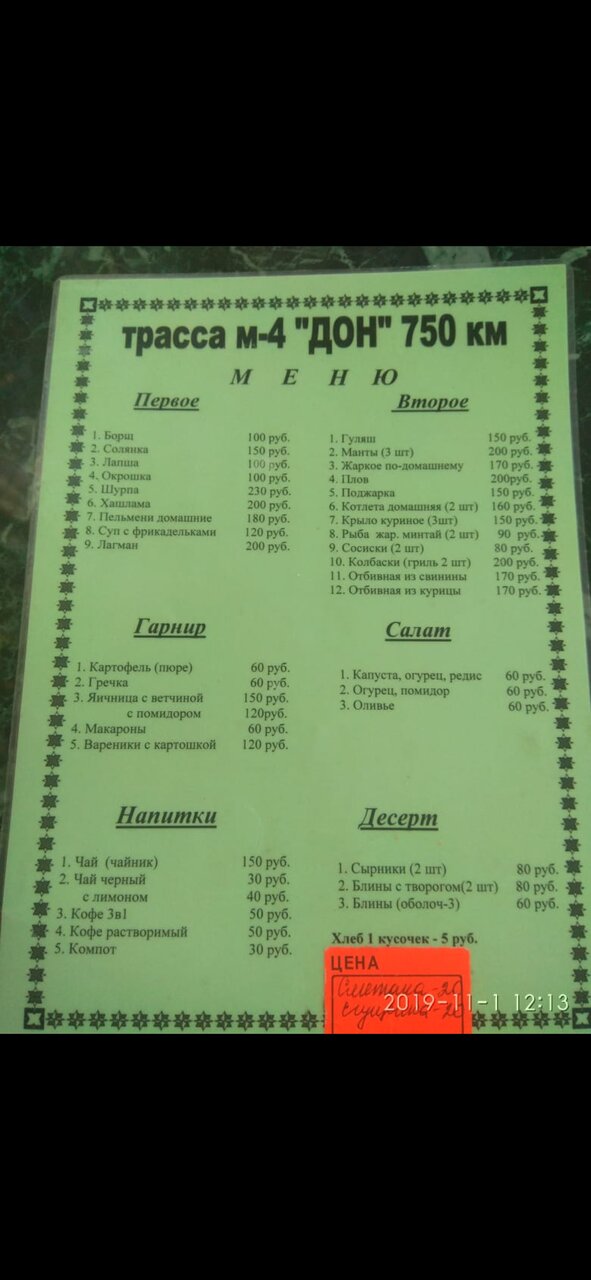 трасса м-4 "ДОН" 750 км
М Е Н Ю
Первое
1. Борщ 100 руб.
2. Солянка 150 руб.
3. Лапша 100 руб.
4. Окрошка 100 руб.
5. Шурпа 230 руб.
6. Хашлама 200 руб.
7. Пельмени домашние 180 руб.
8. Суп с фрикадельками 120 руб.
9. Лагман 200 руб.
Второе
1. Гуляш 150 руб.
2. Манты (3 шт) 200 руб.
3. Жаркое по-домашнему 170 руб.
4. Плов 200руб.
5. Поджарка 150 руб.
6. Котлета домашняя (2 шт) 160 руб.
7. Крыло куриное (3шт) 150 руб.
8. Рыба жар. минтай (2 шт) 90 руб.
9. Сосиски (2 шт) 80 руб.
10. Колбаски (гриль 2 шт) 200 руб.
11. Отбивная из свинины 170 руб.
12. Отбивная из курицы 170 руб.
Гарнир
1. Картофель (пюре) 60 руб.
2. Гречка 60 руб.
3. Яичница с ветчиной 150 руб.
с помидором 120руб.
4. Макароны 60 руб.
5. Вареники с картошкой 120 руб.
Салат
1. Капуста, огурец, редис 60 руб.
2. Огурец, помидор 60 руб.
3. Оливье 60 руб.
Напитки
1. Чай (чайник) 150 руб.
2. Чай черный 30 руб.
с лимоном 40 руб.
3. Кофе 3в1 50 руб.
4. Кофе растворимый 50 руб.
5. Компот 30 руб.
Десерт
1. Сырники (2 шт) 80 руб.
2. Блины с творогом(2 шт) 80 руб.
3. Блины (оболоч-3) 60 руб.
Хлеб 1 кусочек - 5 руб.
ЦЕНА
Сметана - 20
2019-11-1 12:13